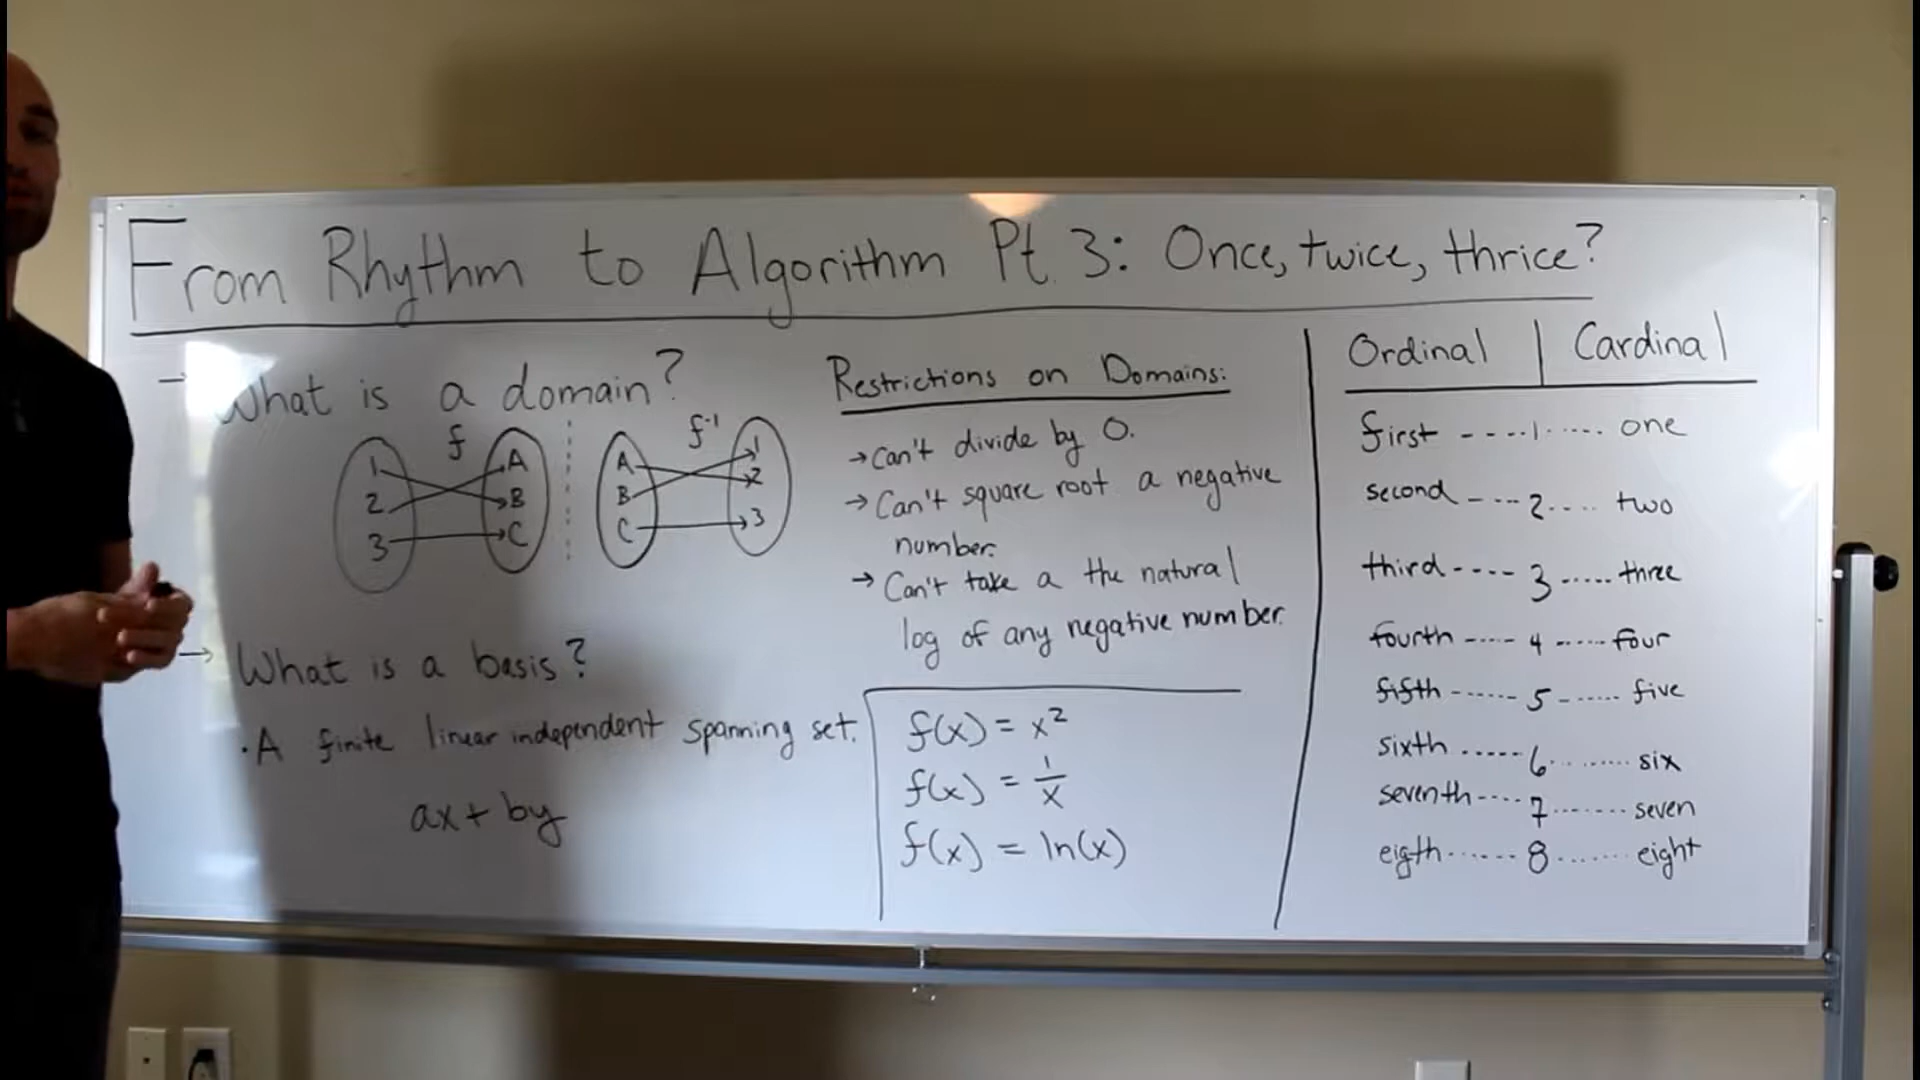 From Rhythm to Algorithm Pt. 3: Once, twice, thrice?
→ What is a domain?
f
1
2
3
A
B
C
f⁻¹
A
B
C
1
2
3
→ What is a basis?
· A finite linear independent spanning set.
ax + by
Restrictions on Domains:
→ Can't divide by 0.
→ Can't square root a negative
number.
→ Can't take a the natural
log of any negative number.
f(x) = x²
f(x) = 1/x
f(x) = ln(x)
Ordinal | Cardinal
first ----1----- one
second ----2.... two
third ---- 3 ..... three
fourth ----- 4 ----- four
fifth ------ 5 ------ five
sixth ......6........ six
seventh ----7....... seven
eigth ...... 8 ....... eight